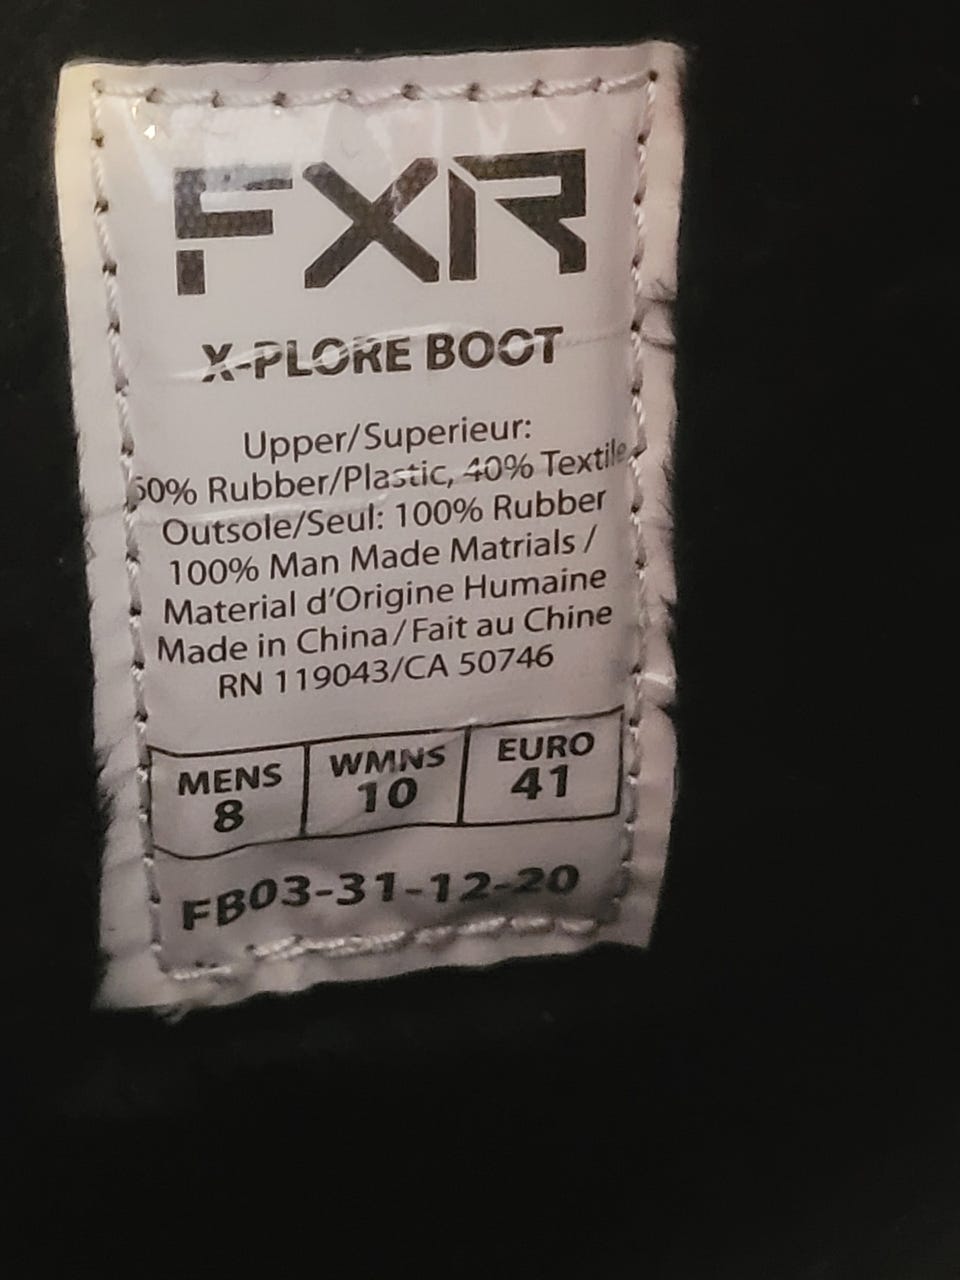 FXR
X-PLORE BOOT
Upper/Superieur:
60% Rubber/Plastic, 40% Textile
Outsole/Seul: 100% Rubber
100% Man Made Matrials /
Material d'Origine Humaine
Made in China/Fait au Chine
RN 119043/CA 50746
MENS WMNS EURO
8 10 41
FB03-31-12-20